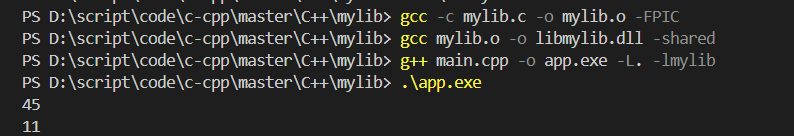 PS D:\script\code\c-cpp\master\C++\mylib> gcc -c mylib.c -o mylib.o -FPIC
PS D:\script\code\c-cpp\master\C++\mylib> gcc mylib.o -o libmylib.dll -shared
PS D:\script\code\c-cpp\master\C++\mylib> g++ main.cpp -o app.exe -L. -lmylib
PS D:\script\code\c-cpp\master\C++\mylib> .\app.exe
45
11